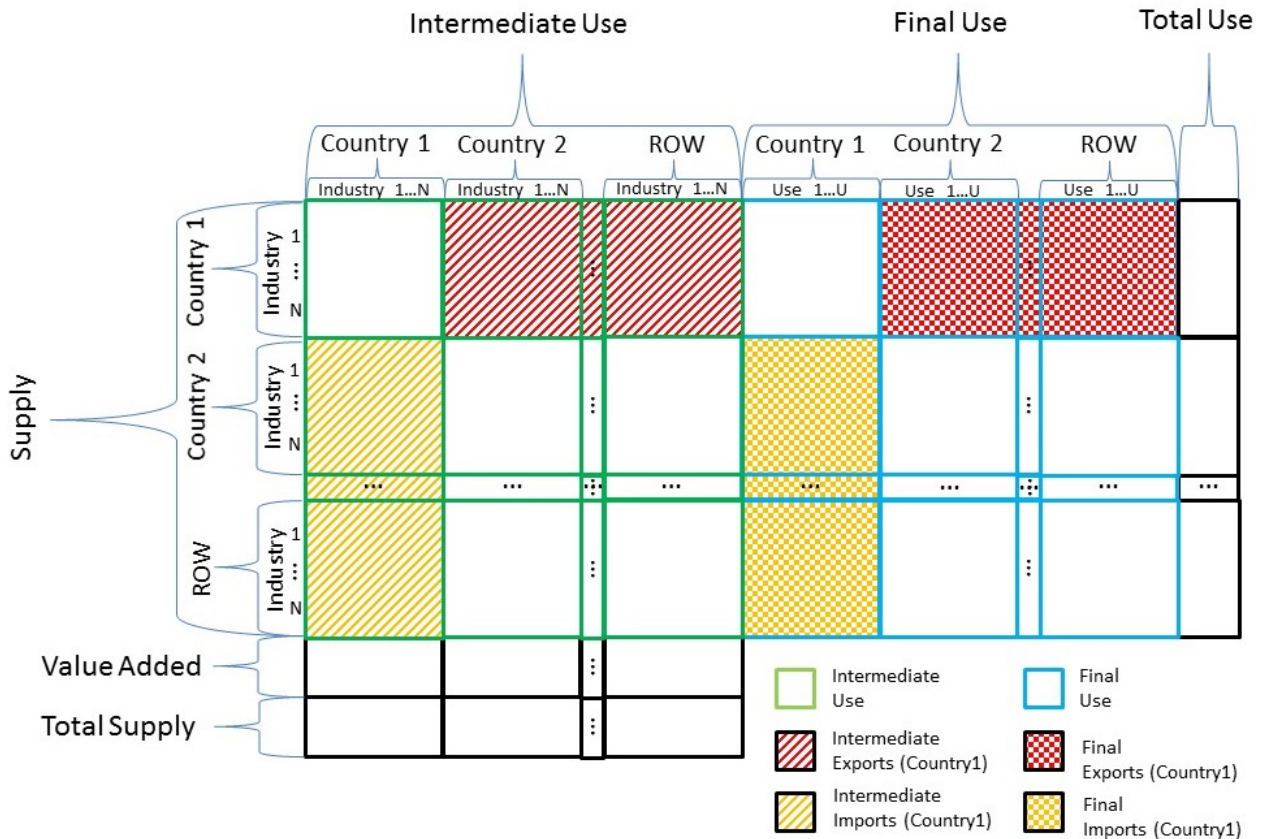 Intermediate Use
Final Use
Total Use
Country 1
Country 2
ROW
Country 1
Country 2
ROW
Industry 1...N
Industry 1...N
Industry 1...N
Use 1...U
Use 1...U
Use 1...U
Supply
Country 1
Industry
1
...
N
Country 2
Industry
1
...
N
... ... ... ... ... ... ...
ROW
Industry
1
...
N
Value Added
Total Supply
Intermediate
Use
Final
Use
Intermediate
Exports (Country1)
Final
Exports (Country1)
Intermediate
Imports (Country1)
Final
Imports (Country1)